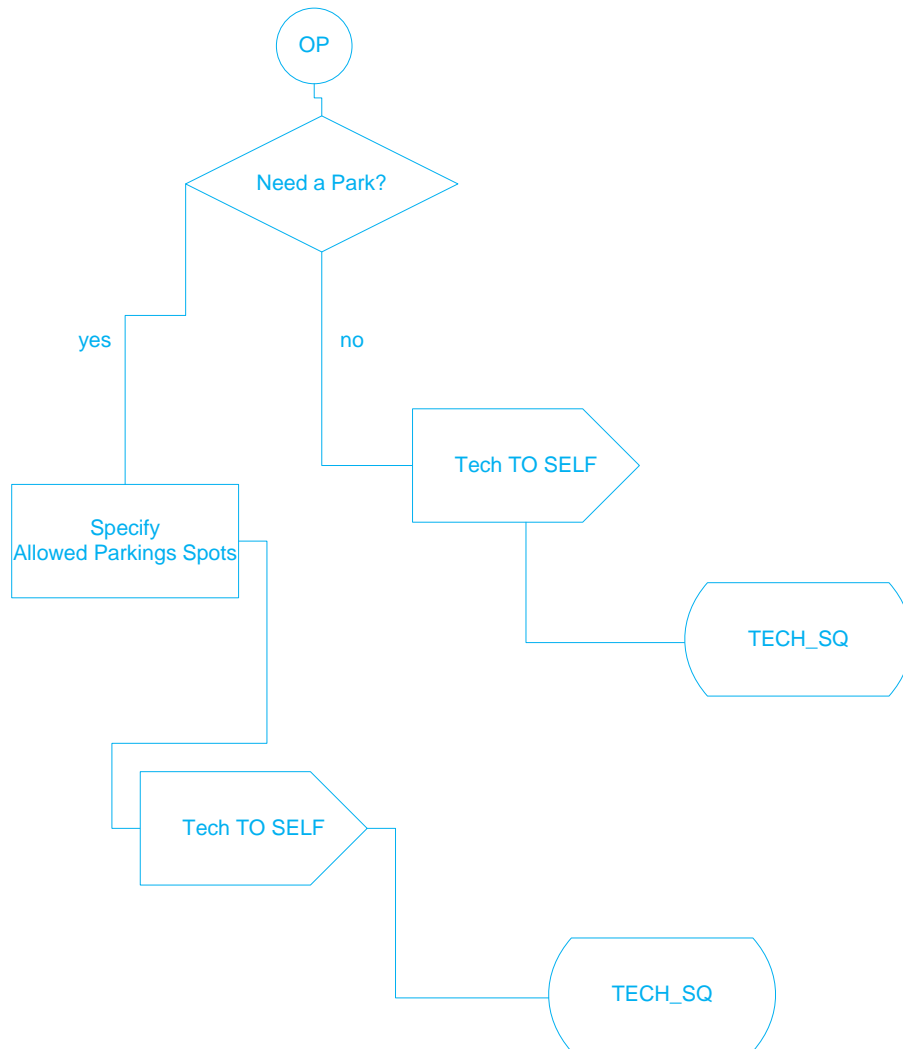 OP
Need a Park?
yes
no
Tech TO SELF
Specify
Allowed Parkings Spots
TECH_SQ
Tech TO SELF
TECH_SQ